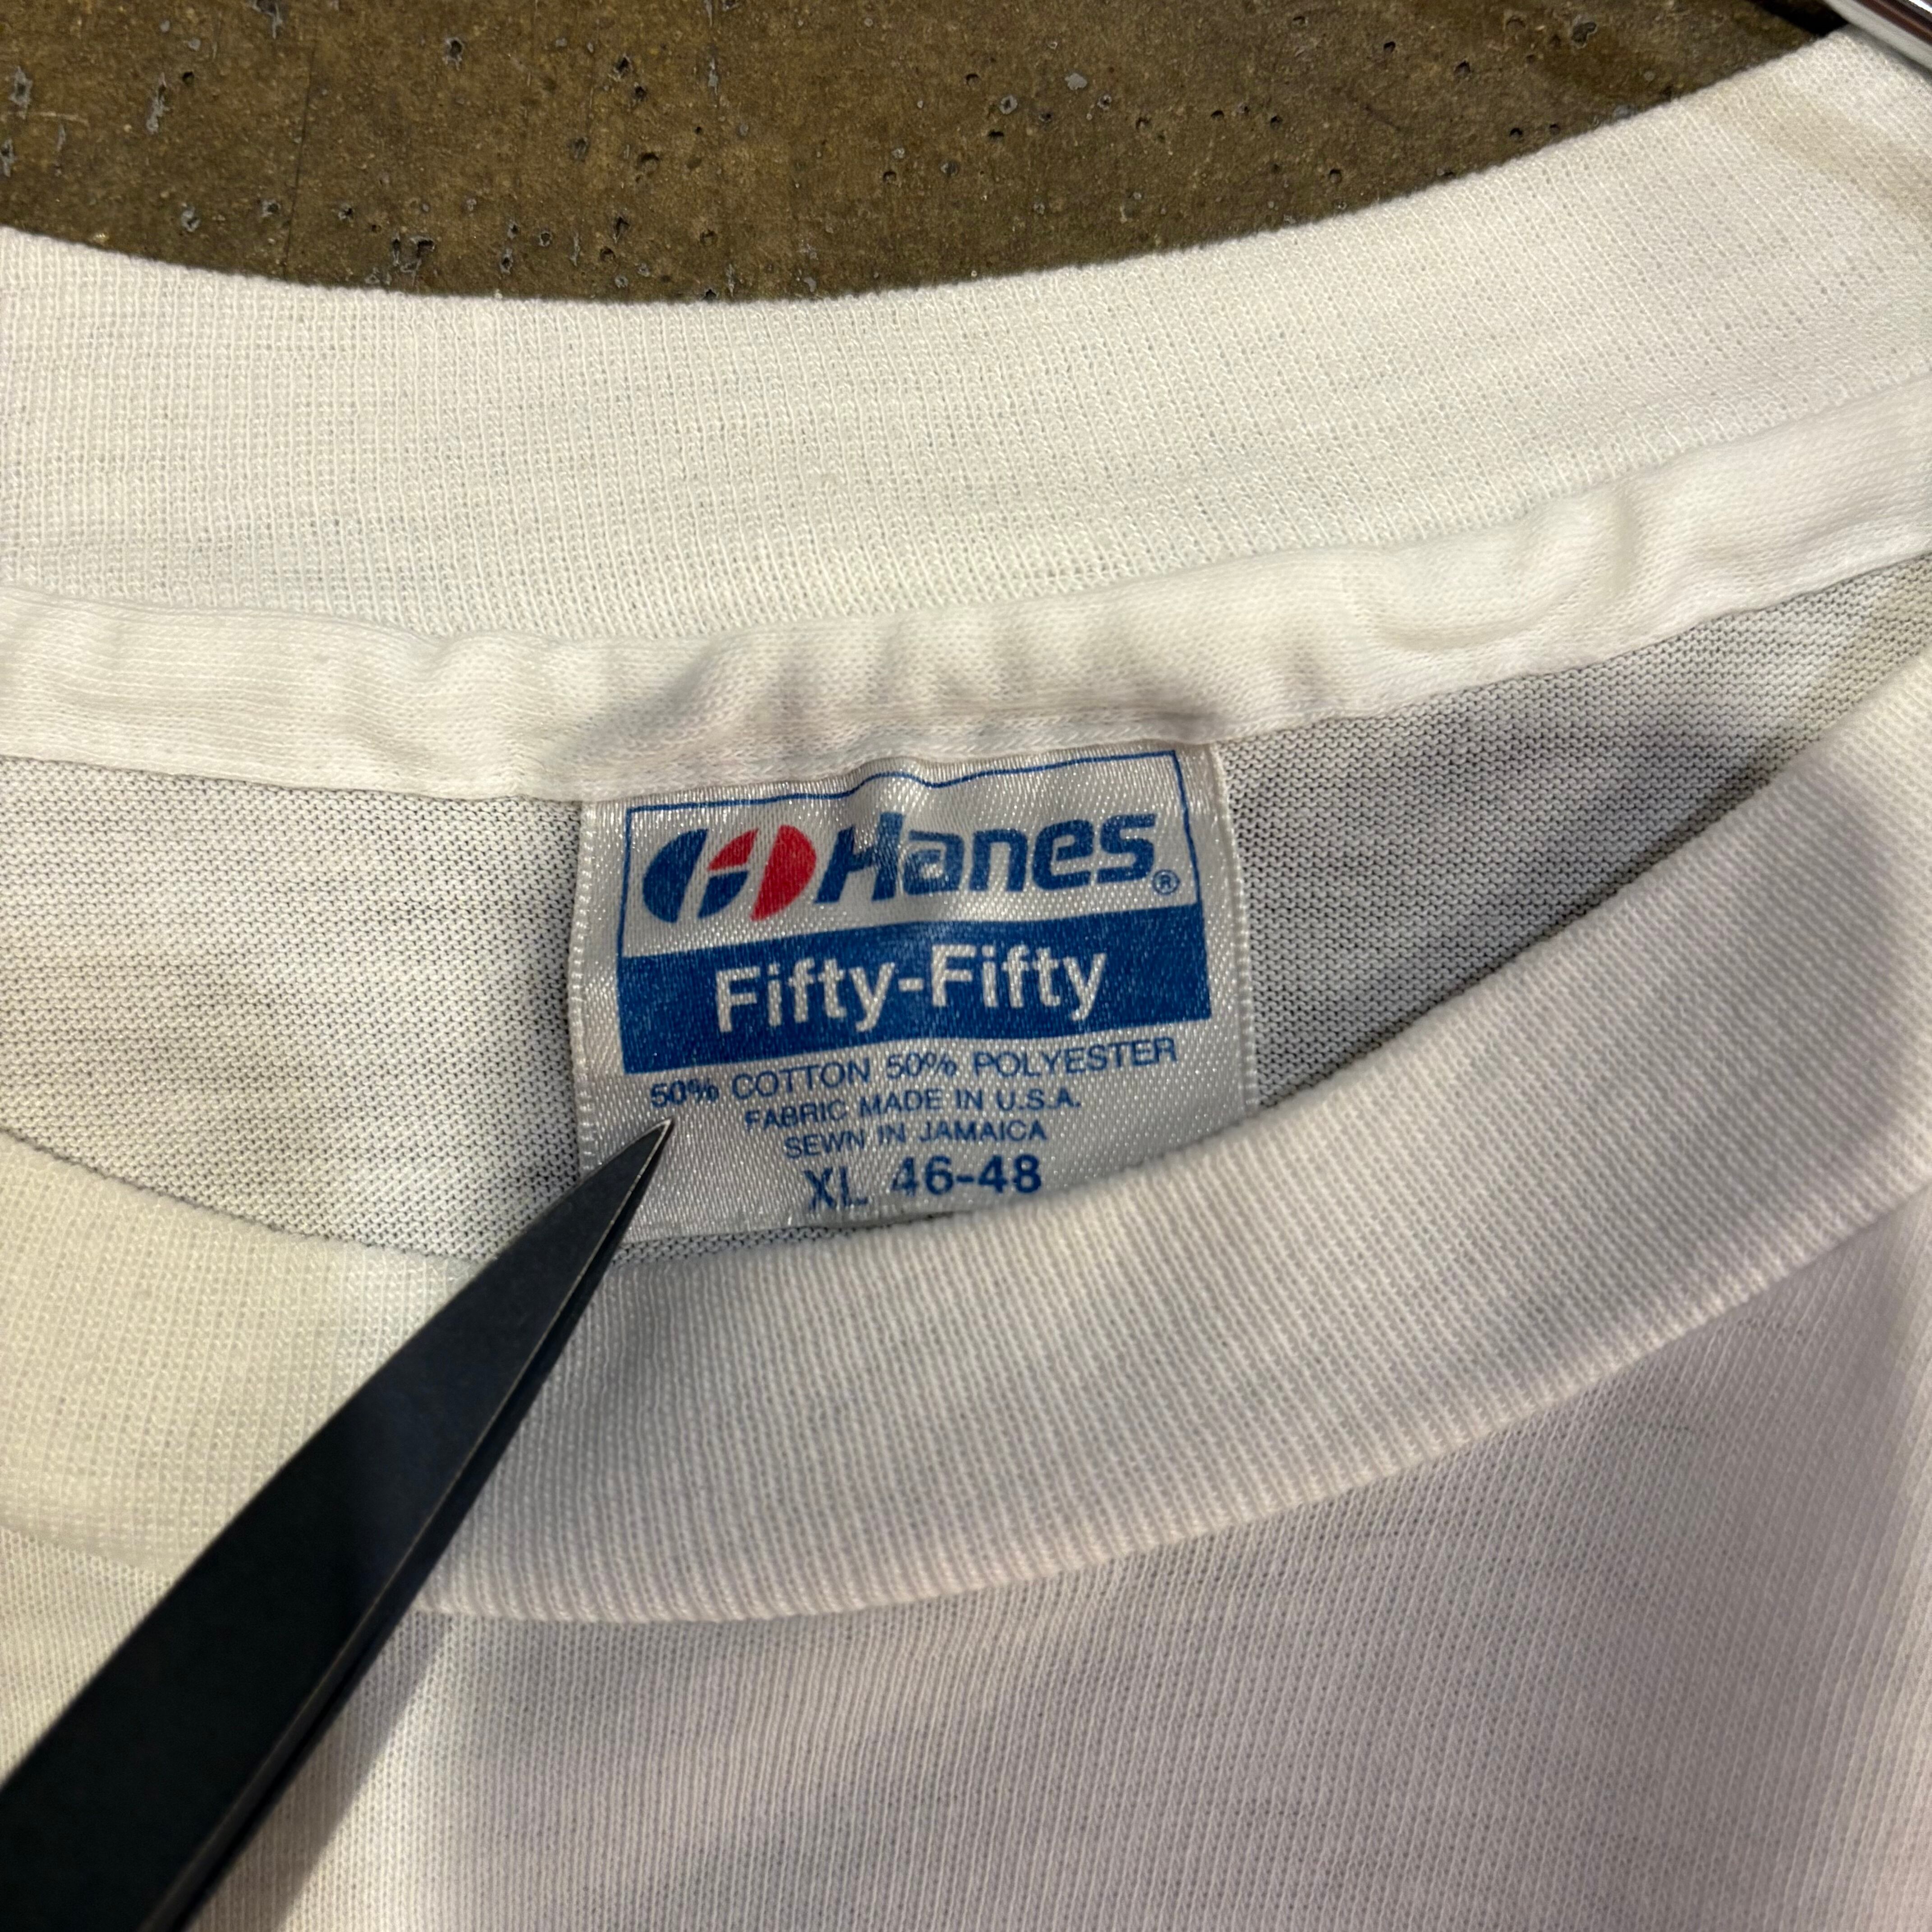 Hanes®
Fifty-Fifty
50% COTTON 50% POLYESTER
FABRIC MADE IN U.S.A.
SEWN IN JAMAICA
XL 46-48